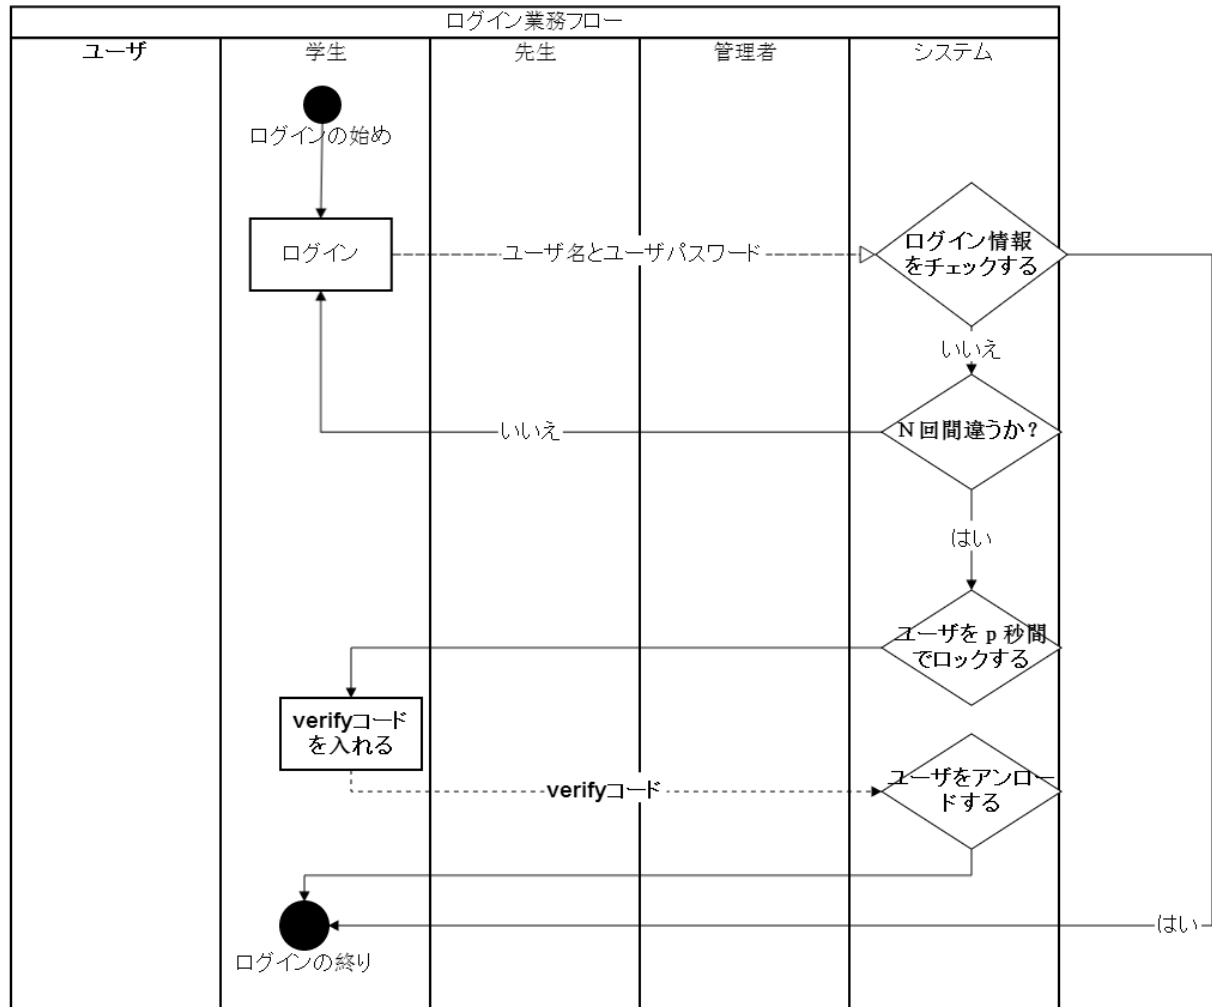 ログイン業務フロー
ユーザ
学生
先生
管理者
システム
ログインの始め
ログイン
ユーザ名とユーザパスワード
ログイン情報
をチェックする
いいえ
いいえ
N回間違うか?
はい
ユーザをp秒間
でロックする
verifyコード
を入れる
verifyコード
ユーザをアンロー
ドする
はい
ログインの終り